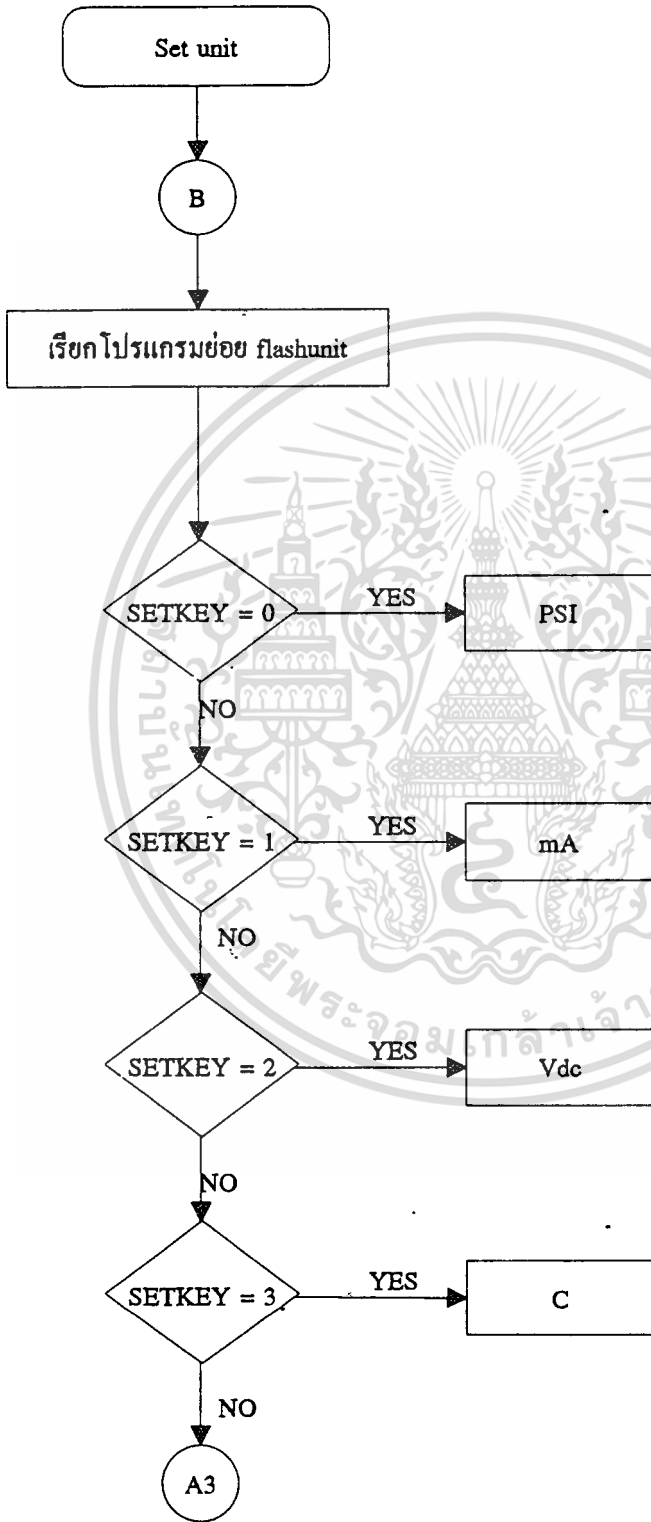 Set unit
B
เรียกโปรแกรมย่อย flashunit
SETKEY = 0
YES
PSI
NO
SETKEY = 1
YES
mA
NO
SETKEY = 2
YES
Vdc
NO
SETKEY = 3
YES
C
NO
A3